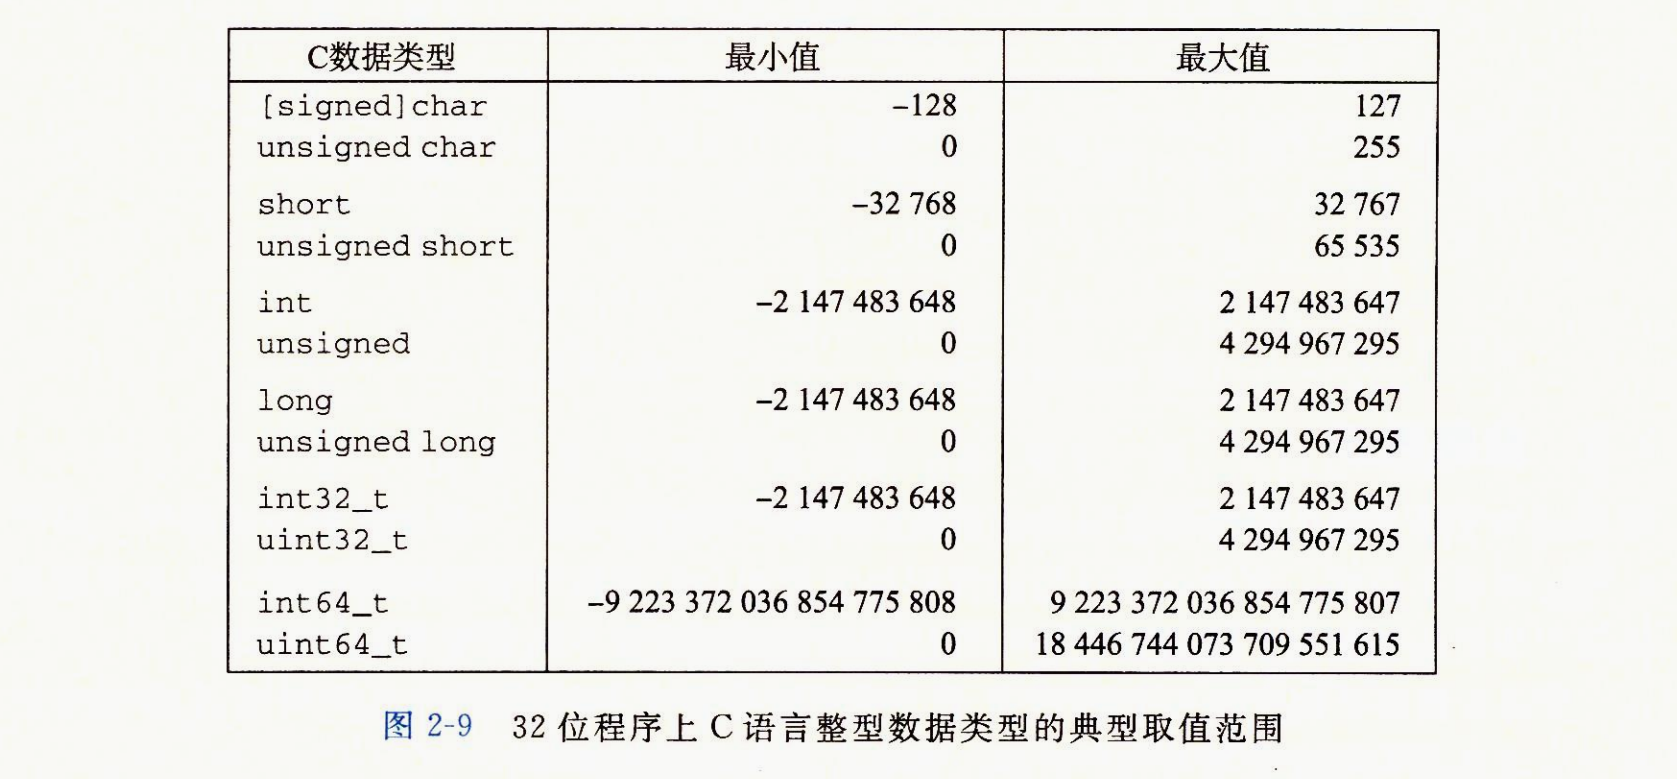 C数据类型 最小值 最大值
[signed]char –128 127
unsigned char 0 255
short –32 768 32 767
unsigned short 0 65 535
int –2 147 483 648 2 147 483 647
unsigned 0 4 294 967 295
long –2 147 483 648 2 147 483 647
unsigned long 0 4 294 967 295
int32_t –2 147 483 648 2 147 483 647
uint32_t 0 4 294 967 295
int64_t –9 223 372 036 854 775 808 9 223 372 036 854 775 807
uint64_t 0 18 446 744 073 709 551 615
图 2-9 32 位程序上 C 语言整型数据类型的典型取值范围